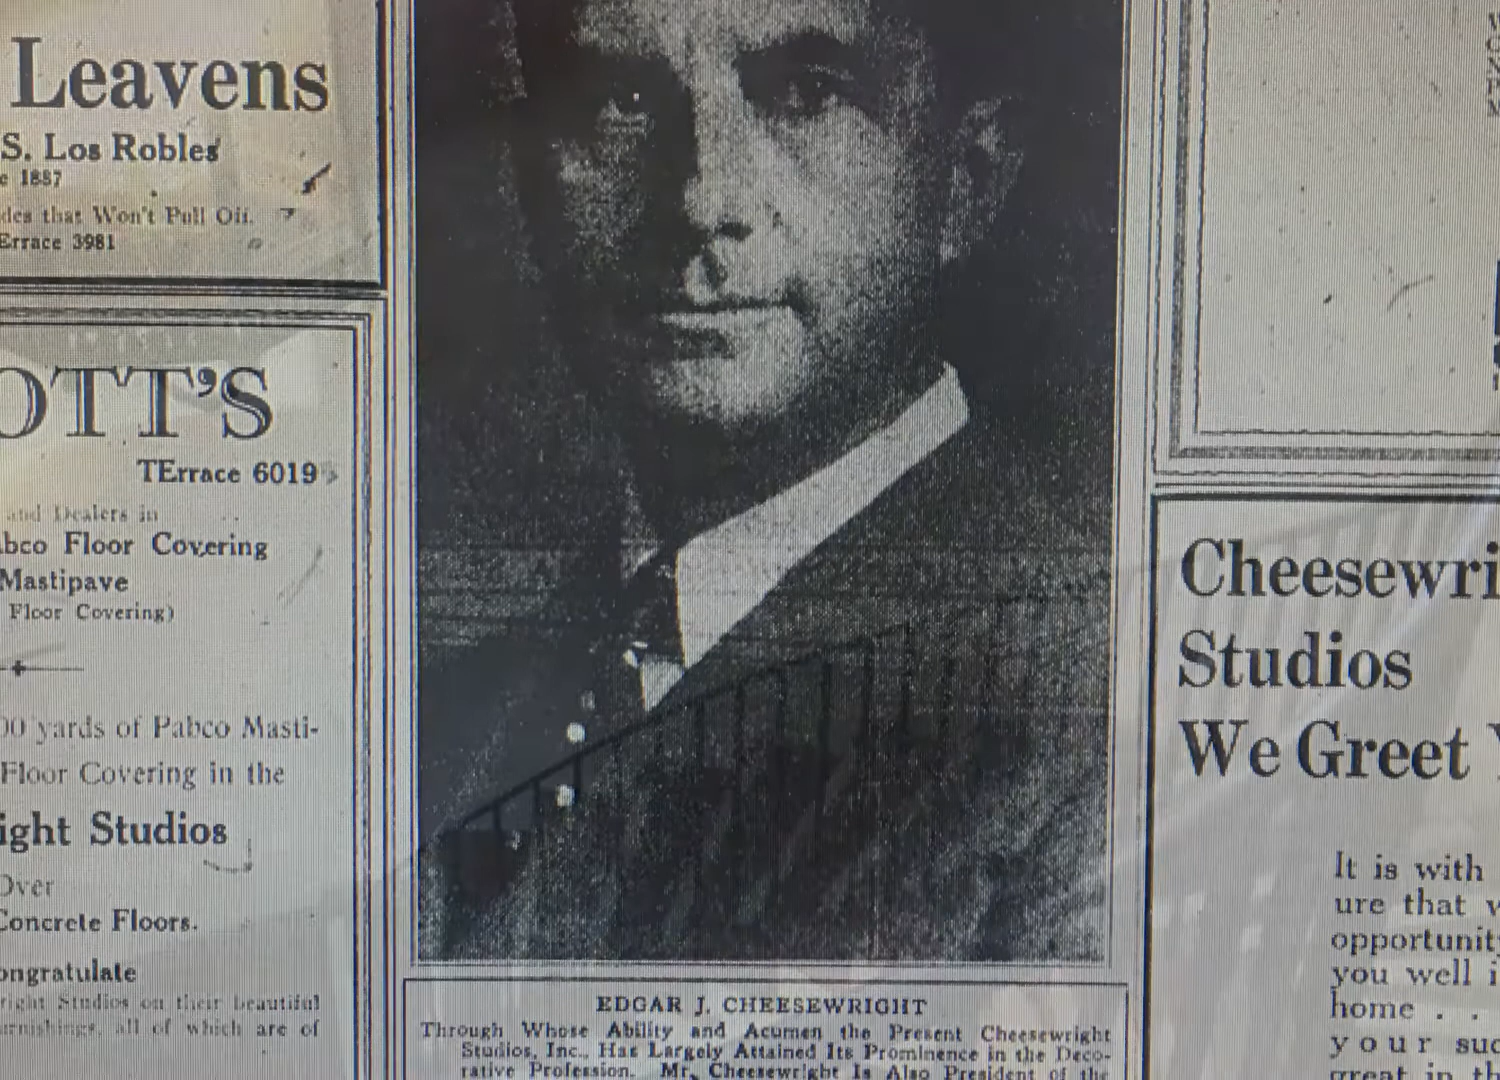 Leavens
S. Los Robles
1887
that Won't Pull Off.
Errace 3981
OTT'S
TErrace 6019
and Dealers in
bco Floor Covering
Mastipave
Floor Covering)
00 yards of Pabco Masti-
Floor Covering in the
ight Studios
Over
Concrete Floors.
ongratulate
right Studios on their beautiful
urnishings, all of which are of
EDGAR J. CHEESEWRIGHT
Through Whose Ability and Acumen the Present Cheesewright
Studios, Inc., Has Largely Attained Its Prominence in the Deco-
rative Profession. Mr. Cheesewright Is Also President of the
Cheesewri
Studios
We Greet
It is with
ure that w
opportunity
you well i
home . .
your suc
great in th